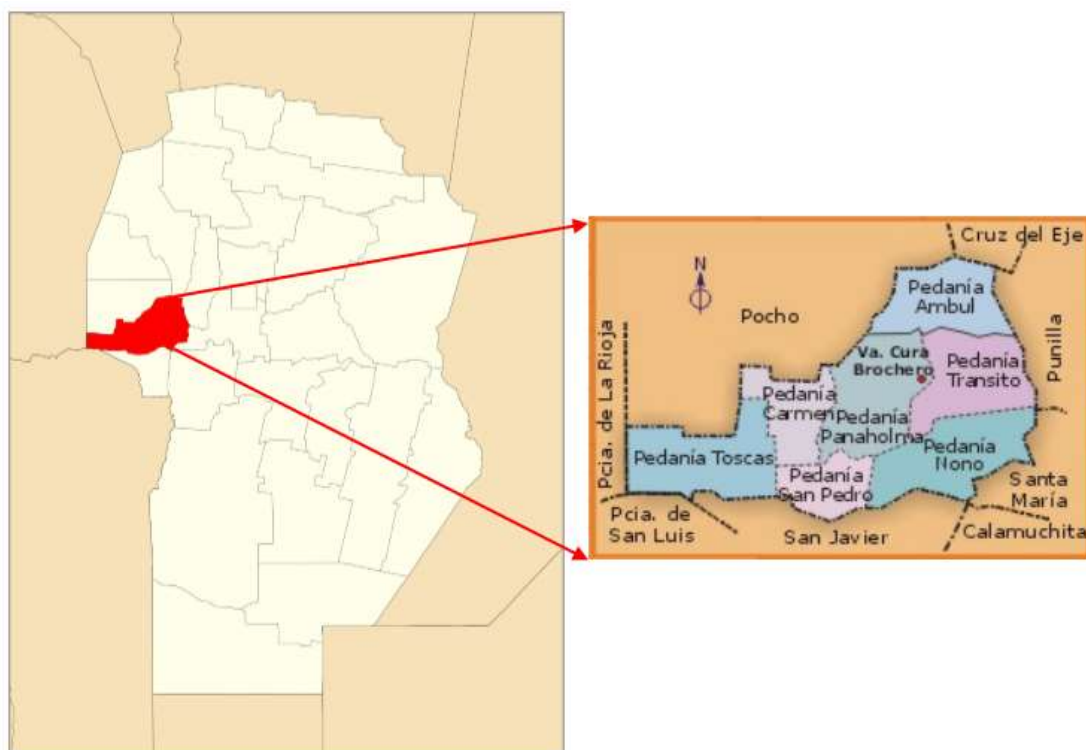 Cruz del Eje
N
Pedanía
Ambul
Pocho
Punilla
Pcia. de La Rioja
Va. Cura
Brochero
Pedanía
Transito
Pedanía
Carmen
Pedanía
Panaholma
Pedanía
Nono
Pedanía Toscas
Pedanía
San Pedro
Santa
María
Pcia. de
San Luis
San Javier
Calamuchita